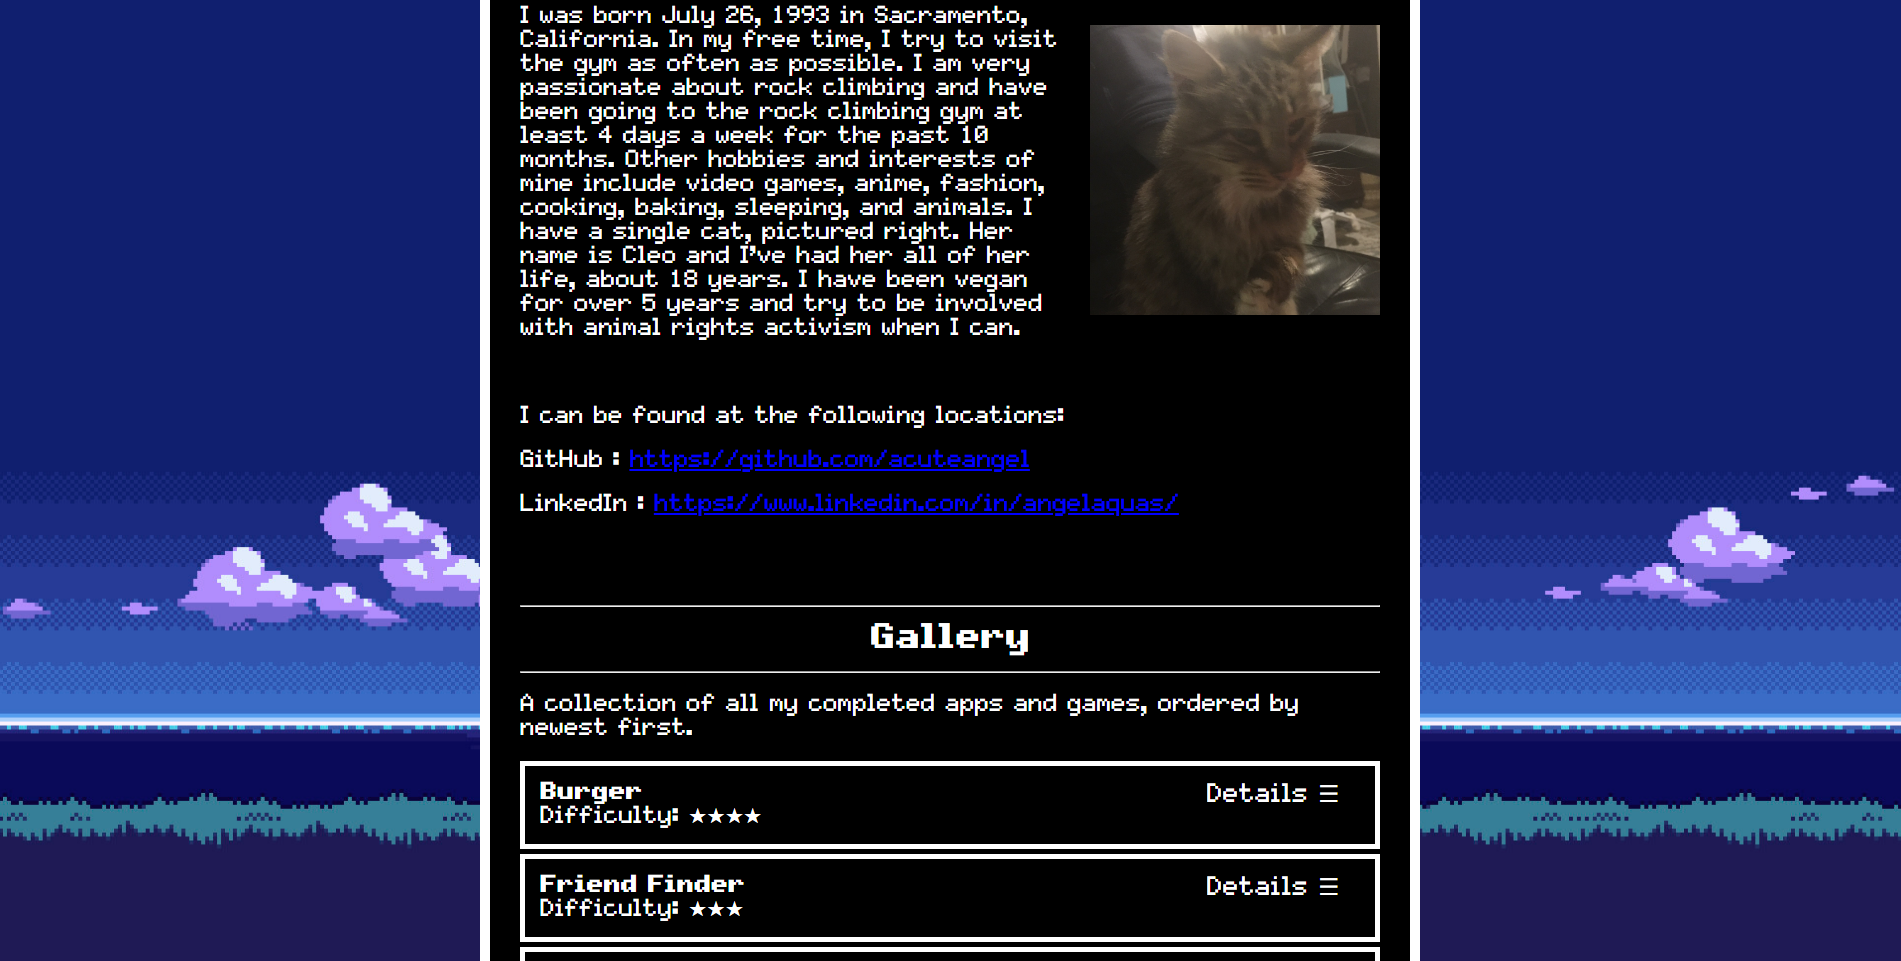 I was born July 26, 1993 in Sacramento,
California. In my free time, I try to visit
the gym as often as possible. I am very
passionate about rock climbing and have
been going to the rock climbing gym at
least 4 days a week for the past 10
months. Other hobbies and interests of
mine include video games, anime, fashion,
cooking, baking, sleeping, and animals. I
have a single cat, pictured right. Her
name is Cleo and I've had her all of her
life, about 18 years. I have been vegan
for over 5 years and try to be involved
with animal rights activism when I can.
I can be found at the following locations:
GitHub : https://github.com/acuteangel
LinkedIn : https://www.linkedin.com/in/angelaquas/
Gallery
A collection of all my completed apps and games, ordered by
newest first.
Burger
Details ☰
Difficulty: ★★★★
Friend Finder
Details ☰
Difficulty: ★★★